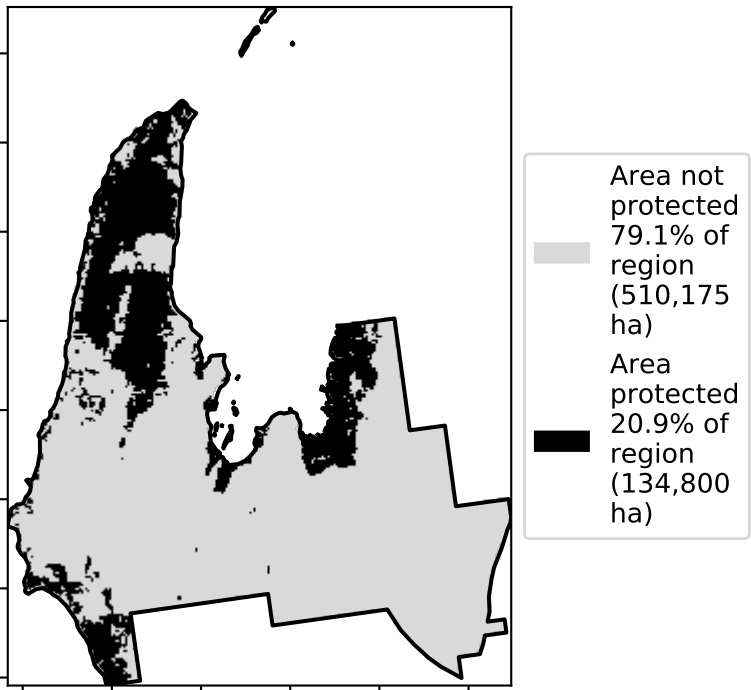 Area not
protected
79.1% of
region
(510,175
ha)
Area
protected
20.9% of
region
(134,800
ha)